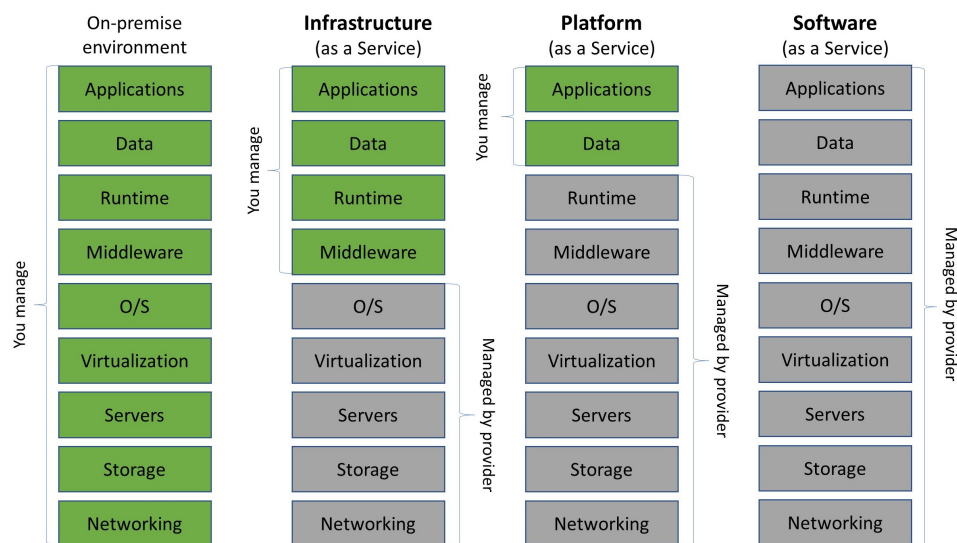 On-premise
environment
You manage
Applications
Data
Runtime
Middleware
O/S
Virtualization
Servers
Storage
Networking
Infrastructure
(as a Service)
You manage
Applications
Data
Runtime
Middleware
O/S
Virtualization
Servers
Storage
Networking
Managed by provider
Platform
(as a Service)
You manage
Applications
Data
Runtime
Middleware
O/S
Virtualization
Servers
Storage
Networking
Managed by provider
Software
(as a Service)
Applications
Data
Runtime
Middleware
O/S
Virtualization
Servers
Storage
Networking
Managed by provider